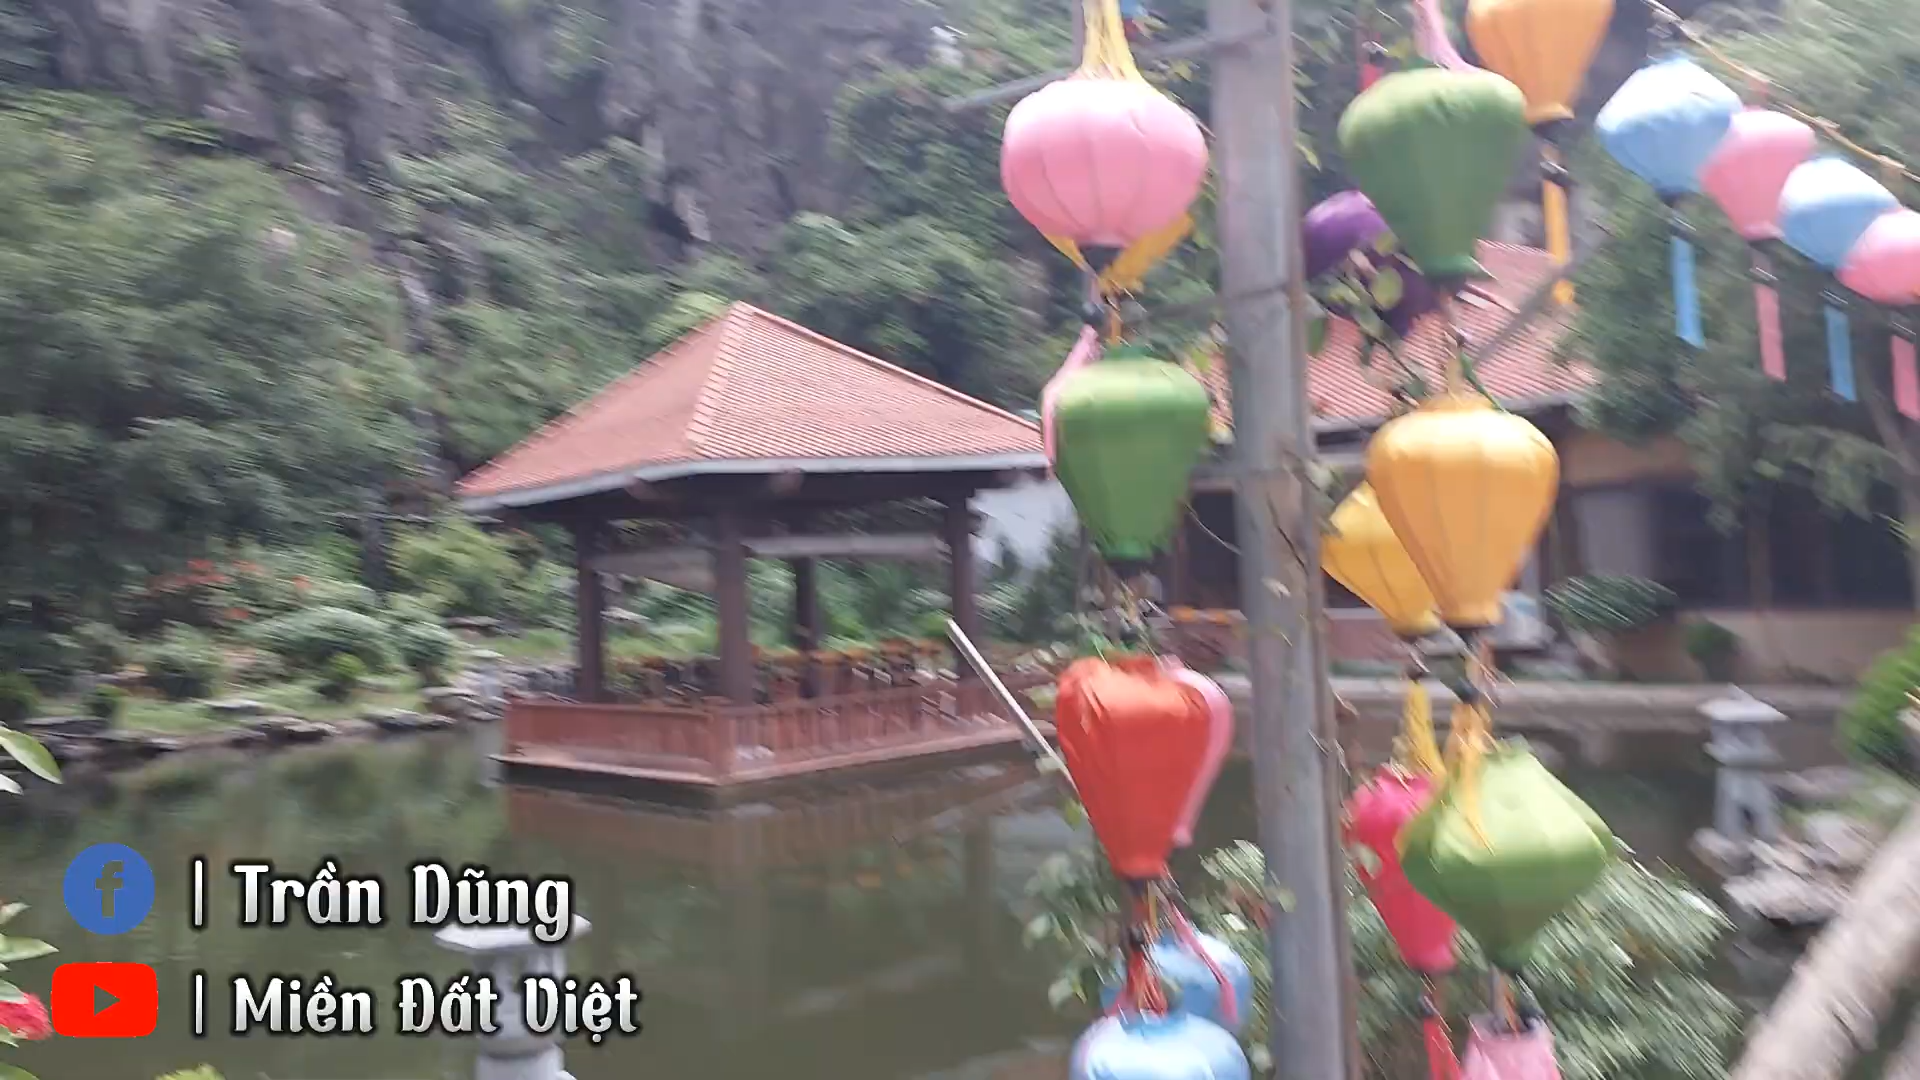 | Trần Dũng
| Miền Đất Việt